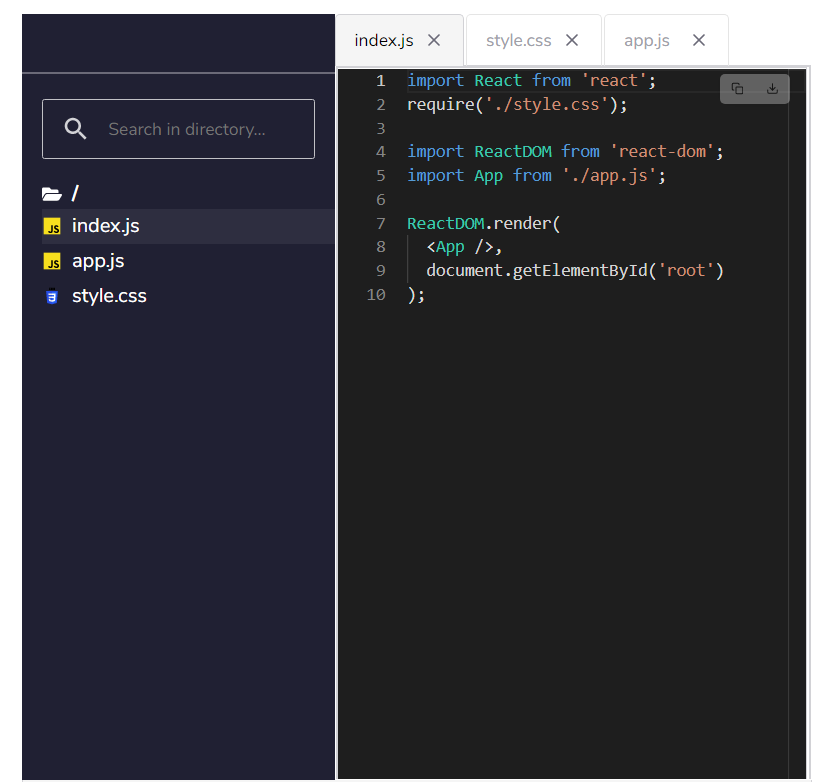 index.js
style.css
app.js
Search in directory...
/
index.js
app.js
style.css
1 import React from 'react';
2 require('./style.css');
3
4 import ReactDOM from 'react-dom';
5 import App from './app.js';
6
7 ReactDOM.render(
8   <App />,
9   document.getElementById('root')
10 );